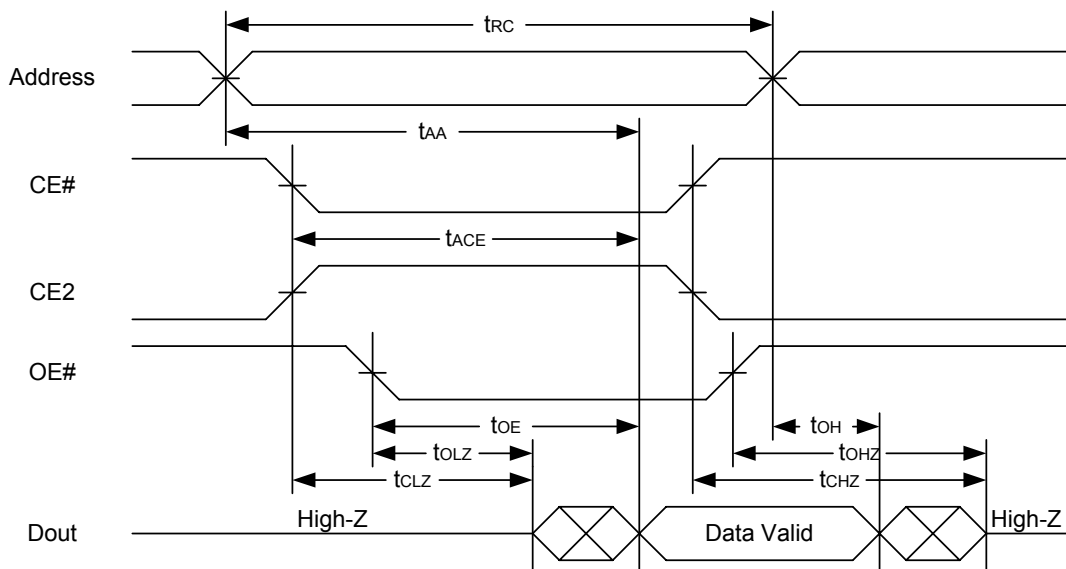 tRC
Address
tAA
CE#
tACE
CE2
OE#
tOE
tOH
tOLZ
tOHZ
tCLZ
tCHZ
High-Z
Data Valid
High-Z
Dout